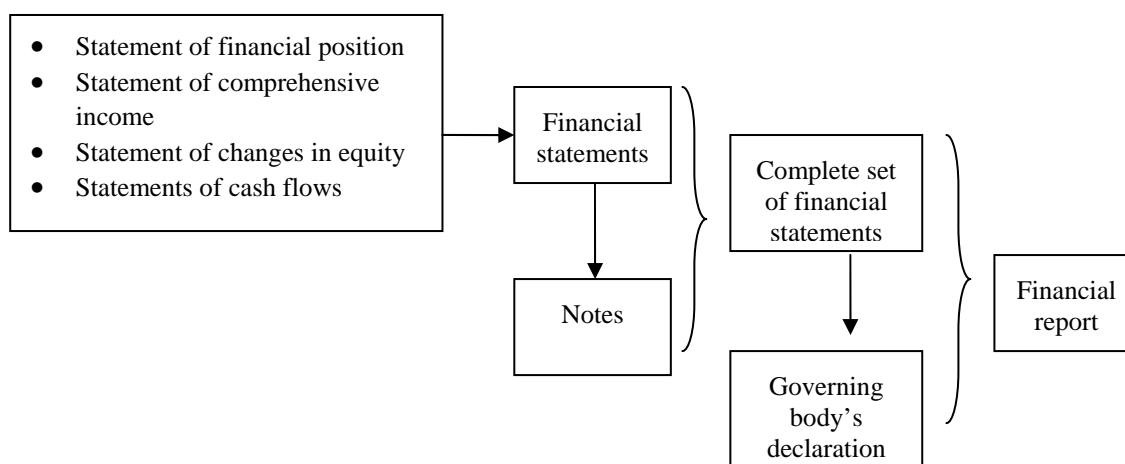 • Statement of financial position
• Statement of comprehensive
income
• Statement of changes in equity
• Statements of cash flows
Financial
statements
Notes
Complete set
of financial
statements
Governing
body’s
declaration
Financial
report